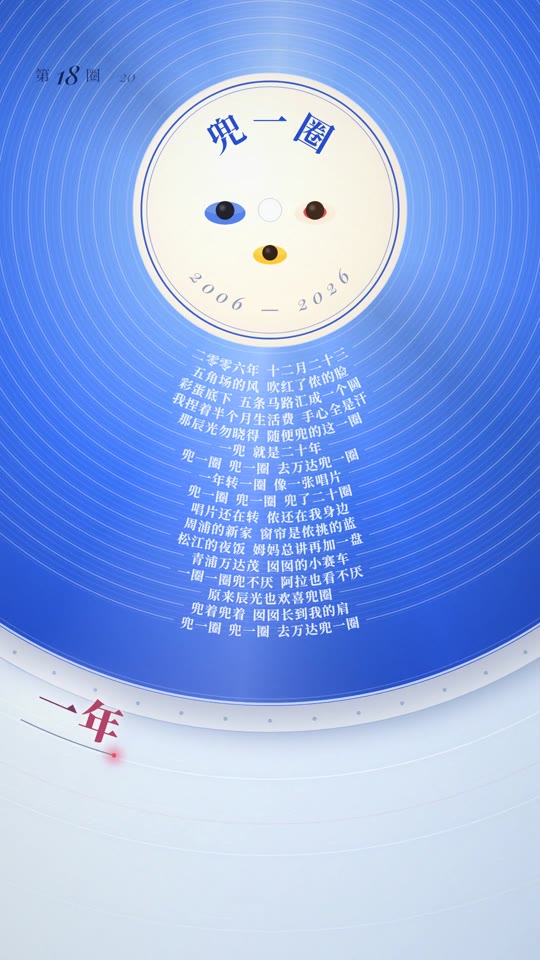 第 18 圈 20
兜一圈
2006 — 2026
二零零六年 十二月二十三
五角场的风 吹红了侬的脸
彩蛋底下 五条马路汇成一个圆
我捏着半个月生活费 手心全是汗
那辰光勿晓得 随便兜的这一圈
一兜 就是二十年
兜一圈 兜一圈 去万达兜一圈
一年转一圈 像一张唱片
兜一圈 兜一圈 兜了二十圈
唱片还在转 侬还在我身边
周浦的新家 窗帘是侬挑的蓝
松江的夜饭 姆妈总讲再加一盘
青浦万达茂 囡囡的小赛车
一圈一圈兜不厌 阿拉也看不厌
原来辰光也欢喜兜圈
兜着兜着 囡囡长到我的肩
兜一圈 兜一圈 去万达兜一圈
一年